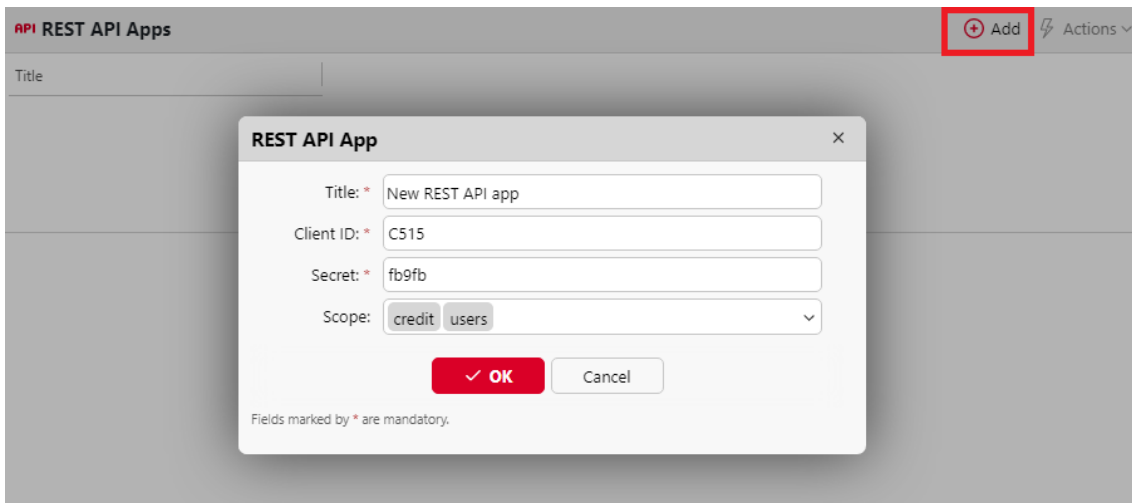 API REST API Apps
Add
Actions
Title
REST API App
Title: * New REST API app
Client ID: * C515
Secret: * fb9fb
Scope: credit users
OK Cancel
Fields marked by * are mandatory.